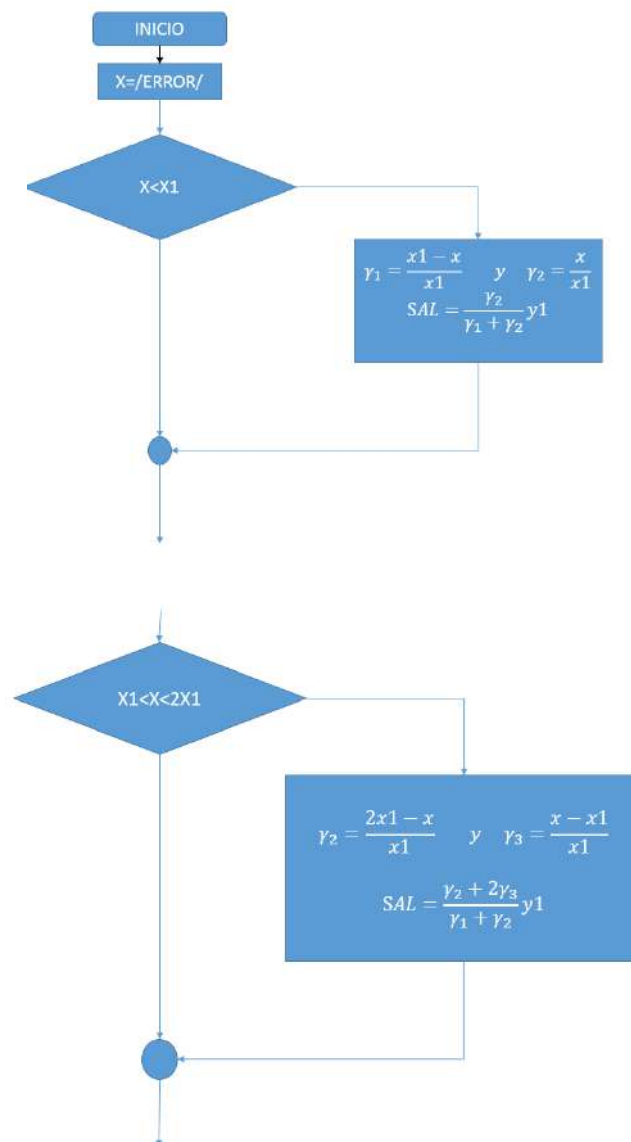 INICIO
X=/ERROR/
X<X1
γ₁ = (x1 − x)/x1 y γ₂ = x/x1
SAL = γ₂/(γ₁ + γ₂) y1
X1<X<2X1
γ₂ = (2x1 − x)/x1 y γ₃ = (x − x1)/x1
SAL = (γ₂ + 2γ₃)/(γ₁ + γ₂) y1